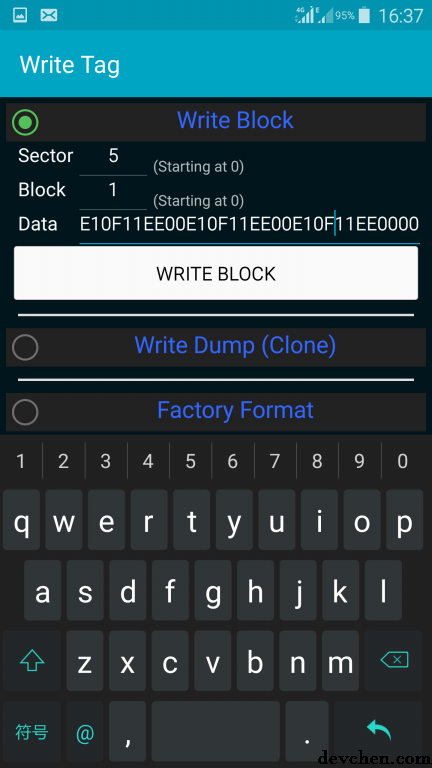 4G E 95% 16:37
Write Tag
Write Block
Sector 5 (Starting at 0)
Block 1 (Starting at 0)
Data E10F11EE00E10F11EE00E10F11EE0000
WRITE BLOCK
Write Dump (Clone)
Factory Format
1 2 3 4 5 6 7 8 9 0
q w e r t y u i o p
a s d f g h j k l
z x c v b n m
符号 @ , .
devchen.com